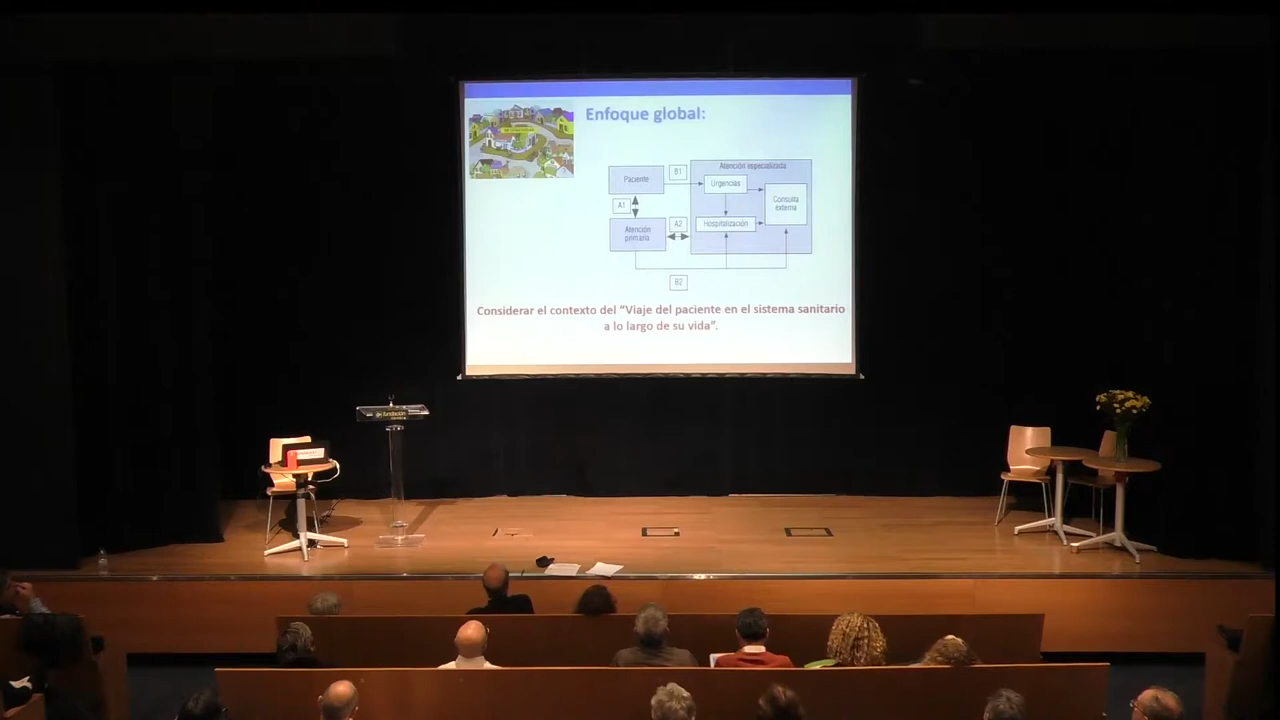 Enfoque global:
Paciente
B1
Atención especializada
Urgencias
Consulta
externa
A1
A2
Hospitalización
Atención
primaria
B2
Considerar el contexto del “Viaje del paciente en el sistema sanitario
a lo largo de su vida”.
fundación